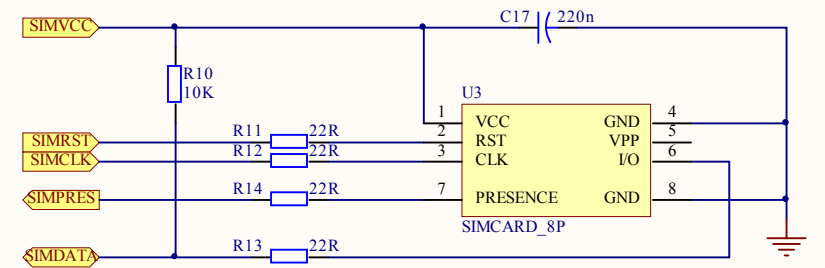 C17 220n
SIMVCC
R10
10K
U3
1 VCC GND 4
R11 22R 2 RST VPP 5
SIMRST
R12 22R 3 CLK I/O 6
SIMCLK
R14 22R 7 PRESENCE GND 8
SIMPRES
SIMCARD_8P
R13 22R
SIMDATA